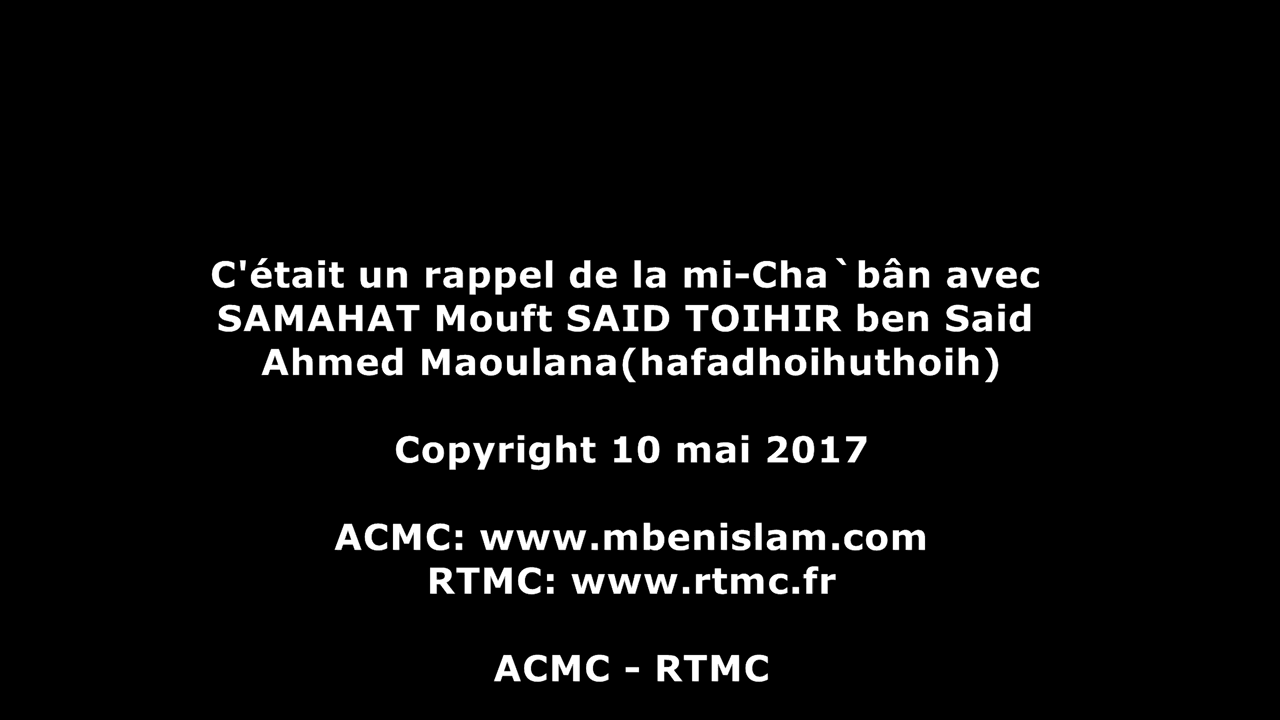 C'était un rappel de la mi-Cha`bân avec
SAMAHAT Mouft SAID TOIHIR ben Said
Ahmed Maoulana(hafadhoihuthoih)
Copyright 10 mai 2017
ACMC: www.mbenislam.com
RTMC: www.rtmc.fr
ACMC - RTMC